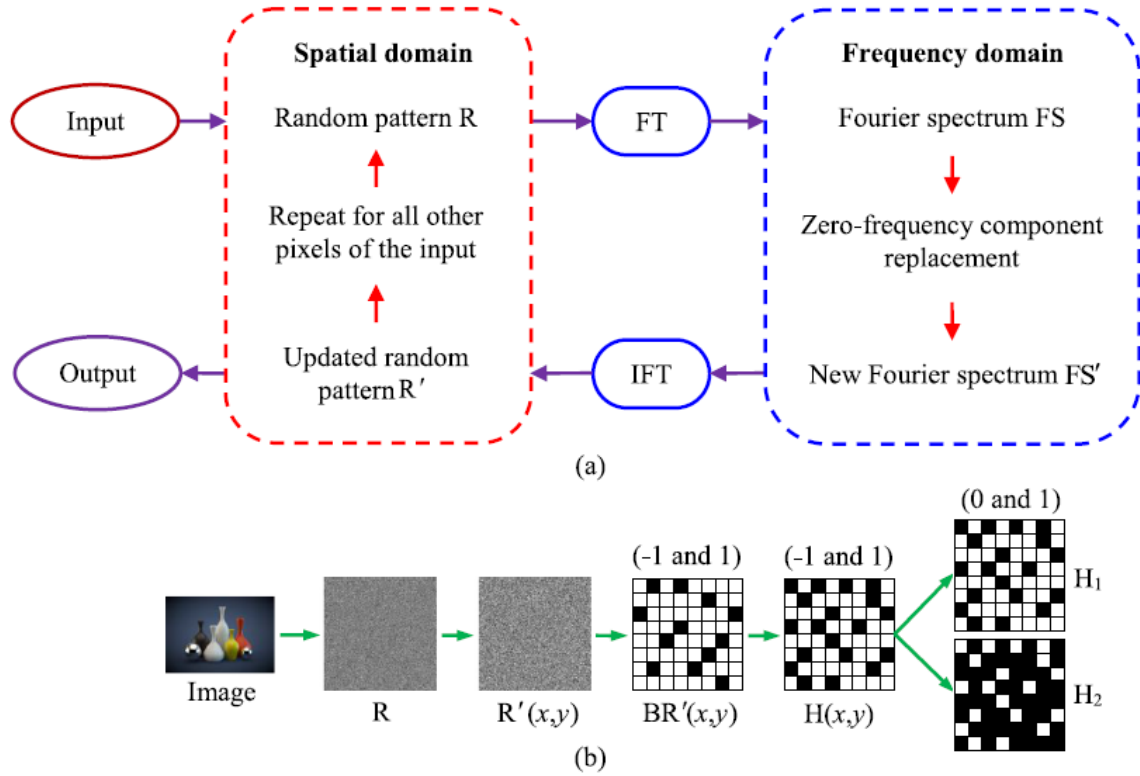 Spatial domain
Frequency domain
Input
Random pattern R
FT
Fourier spectrum FS
Repeat for all other
pixels of the input
Zero-frequency component
replacement
Output
Updated random
pattern R′
IFT
New Fourier spectrum FS′
(a)
(0 and 1)
(-1 and 1)
(-1 and 1)
H₁
Image
R
R′(x,y)
BR′(x,y)
H(x,y)
H₂
(b)